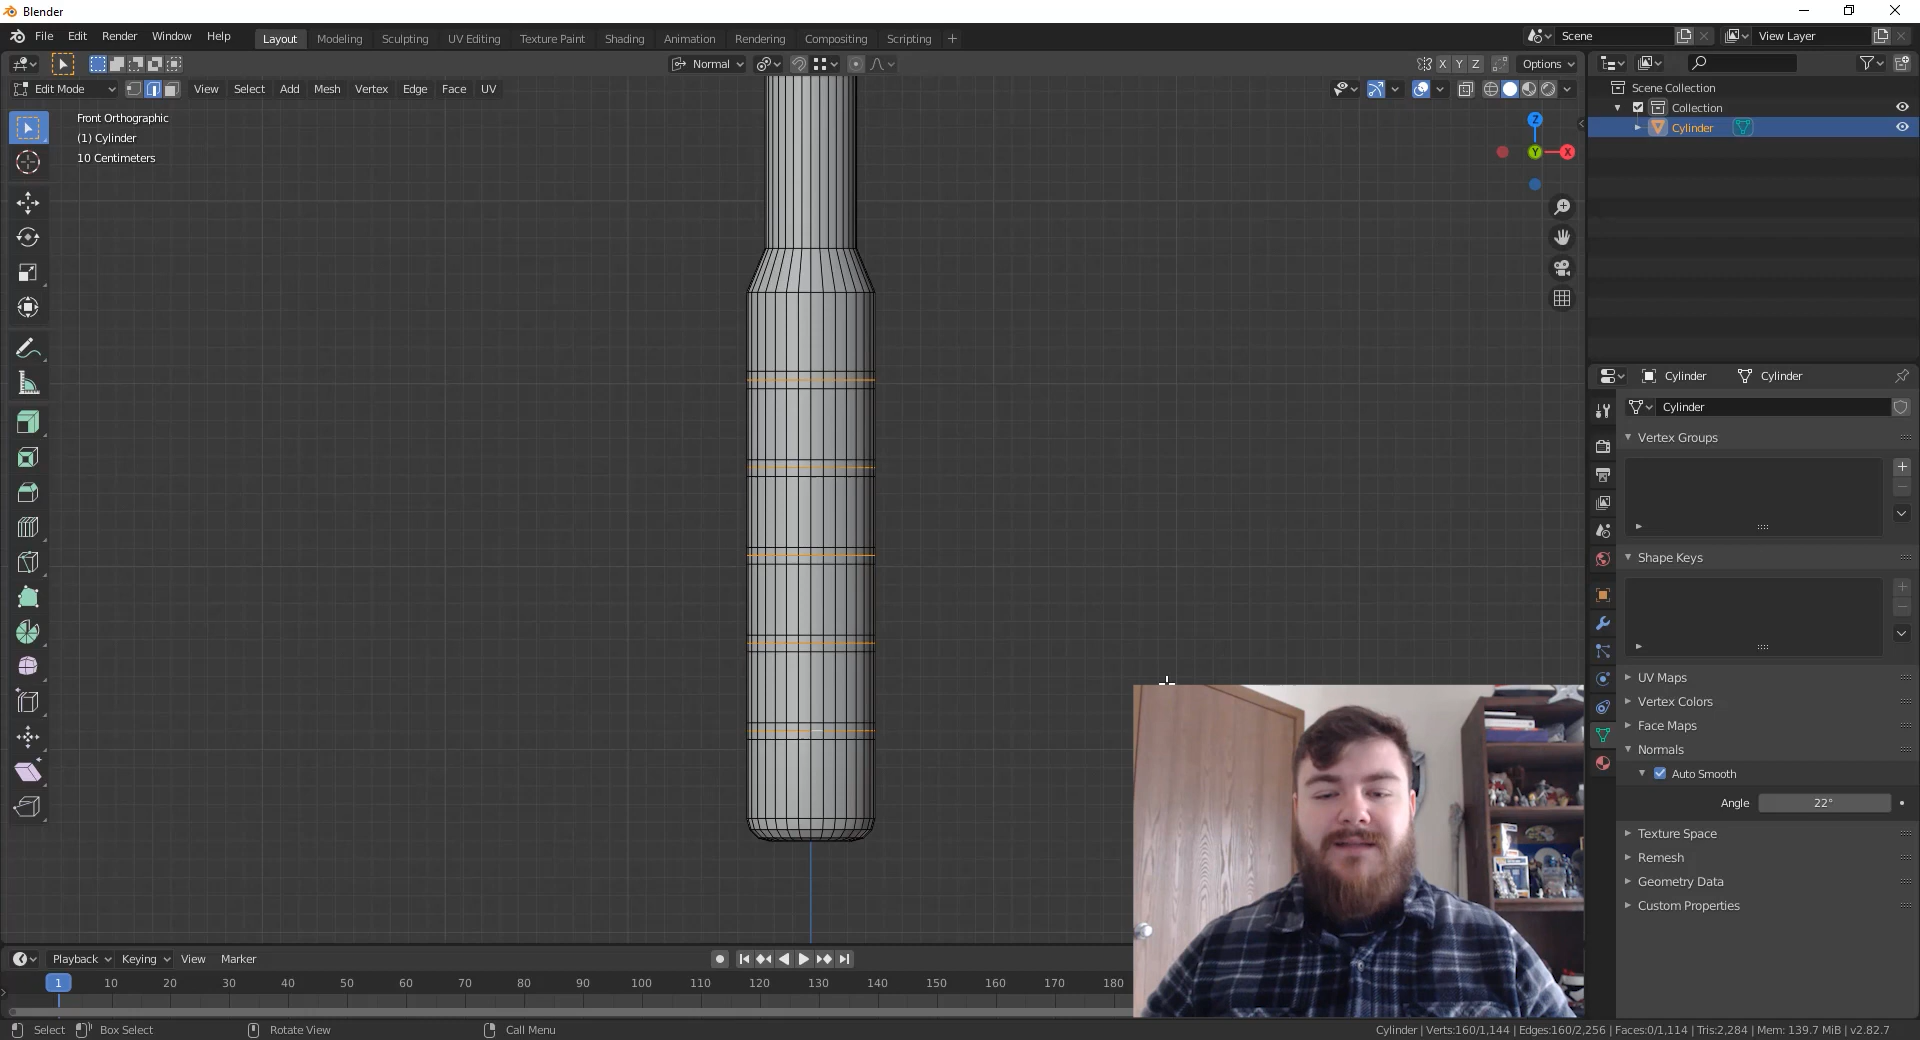 Blender
File Edit Render Window Help
Layout Modeling Sculpting UV Editing Texture Paint Shading Animation Rendering Compositing Scripting +
Scene
View Layer
Normal
X Y Z
Options
Edit Mode
View Select Add Mesh Vertex Edge Face UV
Front Orthographic
(1) Cylinder
10 Centimeters
Z
Y
X
Scene Collection
Collection
Cylinder
Cylinder
Cylinder
Cylinder
Vertex Groups
Shape Keys
UV Maps
Vertex Colors
Face Maps
Normals
Auto Smooth
Angle 22°
Texture Space
Remesh
Geometry Data
Custom Properties
Playback Keying View Marker
1 10 20 30 40 50 60 70 80 90 100 110 120 130 140 150 160 170 180
Select Box Select Rotate View Call Menu
Cylinder | Verts:160/1,144 | Edges:160/2,256 | Faces:0/1,114 | Tris:2,284 | Mem: 139.7 MiB | v2.82.7